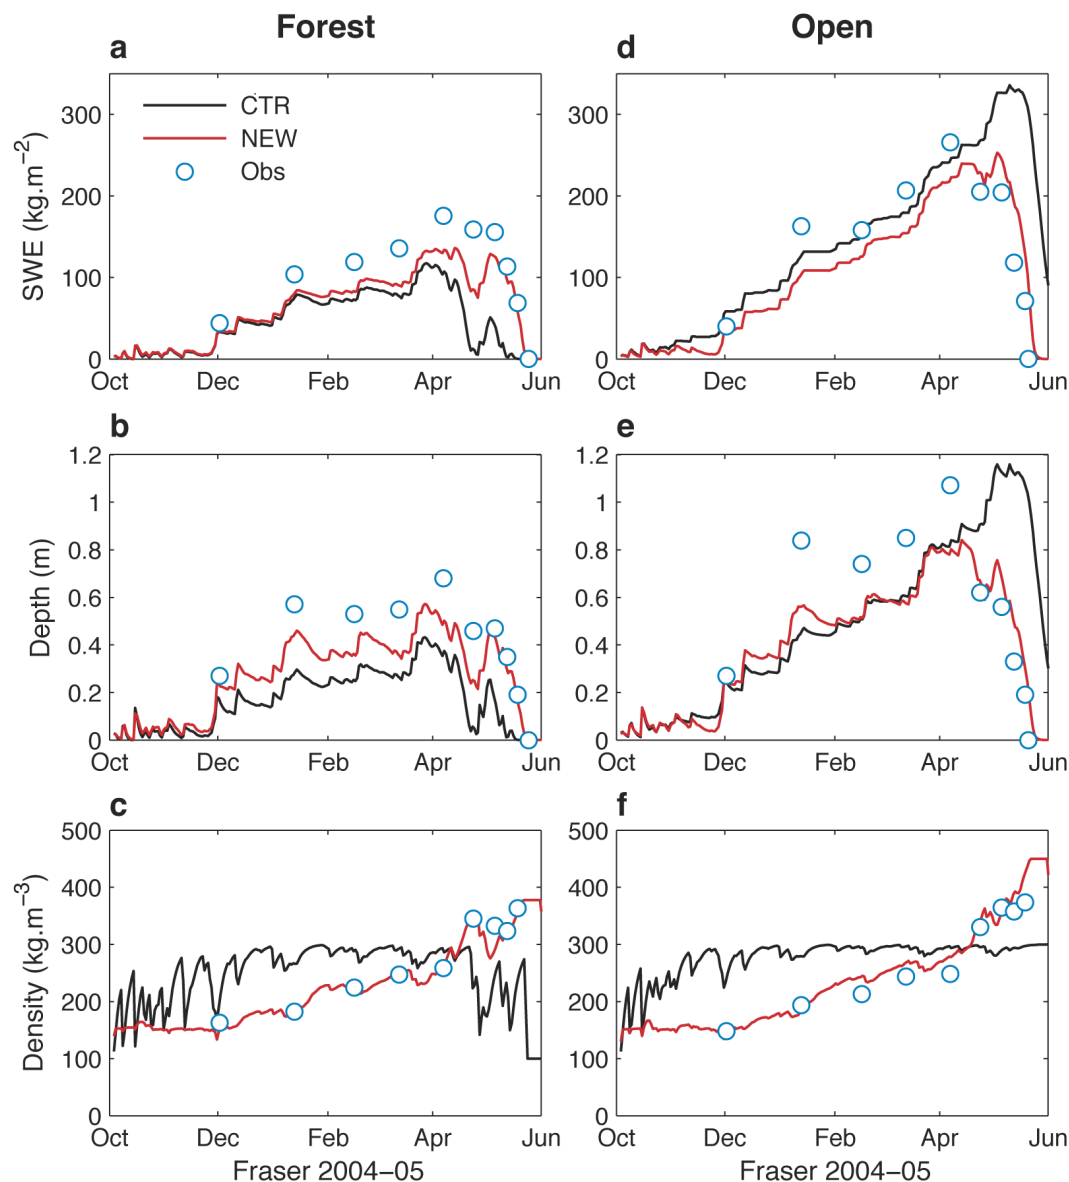 Forest
Open
a
d
SWE (kg.m−2)
300
200
100
0
CTR
NEW
Obs
Oct
Dec
Feb
Apr
Jun
300
200
100
0
Oct
Dec
Feb
Apr
Jun
b
e
Depth (m)
1.2
1
0.8
0.6
0.4
0.2
0
Oct
Dec
Feb
Apr
Jun
1.2
1
0.8
0.6
0.4
0.2
0
Oct
Dec
Feb
Apr
Jun
c
f
Density (kg.m−3)
500
400
300
200
100
0
Oct
Dec
Feb
Apr
Jun
Fraser 2004−05
500
400
300
200
100
0
Oct
Dec
Feb
Apr
Jun
Fraser 2004−05